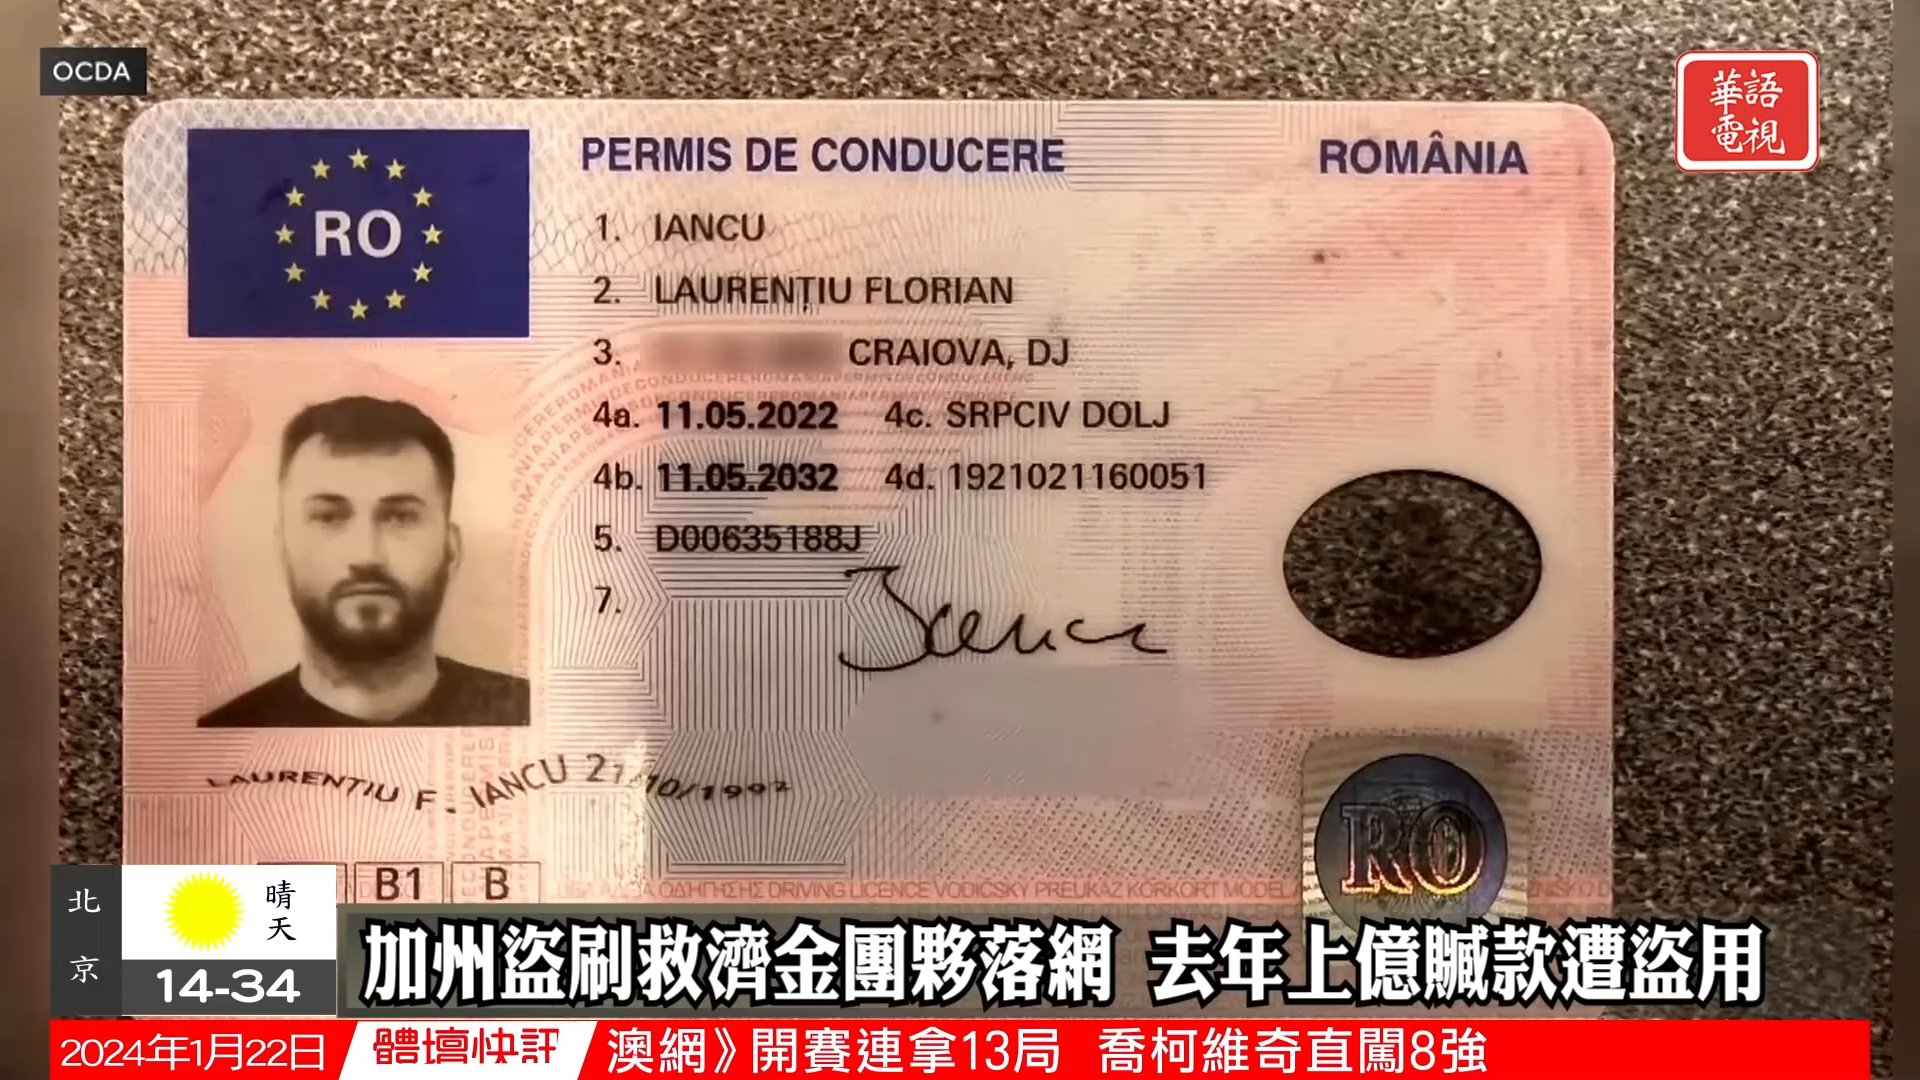 OCDA
華語
電視
RO
PERMIS DE CONDUCERE
ROMÂNIA
1. IANCU
2. LAURENȚIU FLORIAN
3. CRAIOVA, DJ
4a. 11.05.2022 4c. SRPCIV DOLJ
4b. 11.05.2032 4d. 1921021160051
5. D00635188J
7.
LAURENȚIU F. IANCU 21/10/1992
B1 B
RO
北京
晴天
14-34
加州盜刷救濟金團夥落網 去年上億贓款遭盜用
2024年1月22日
體壇快訊
澳網》開賽連拿13局 喬柯維奇直闖8強